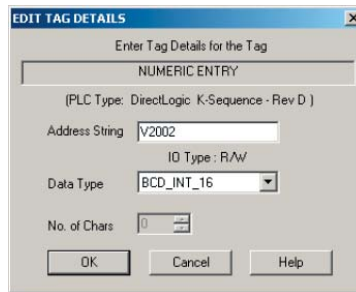 EDIT TAG DETAILS
Enter Tag Details for the Tag
NUMERIC ENTRY
(PLC Type: DirectLogic K-Sequence - Rev D )
Address String V2002
IO Type : R/W
Data Type BCD_INT_16
No. of Chars 0
OK Cancel Help